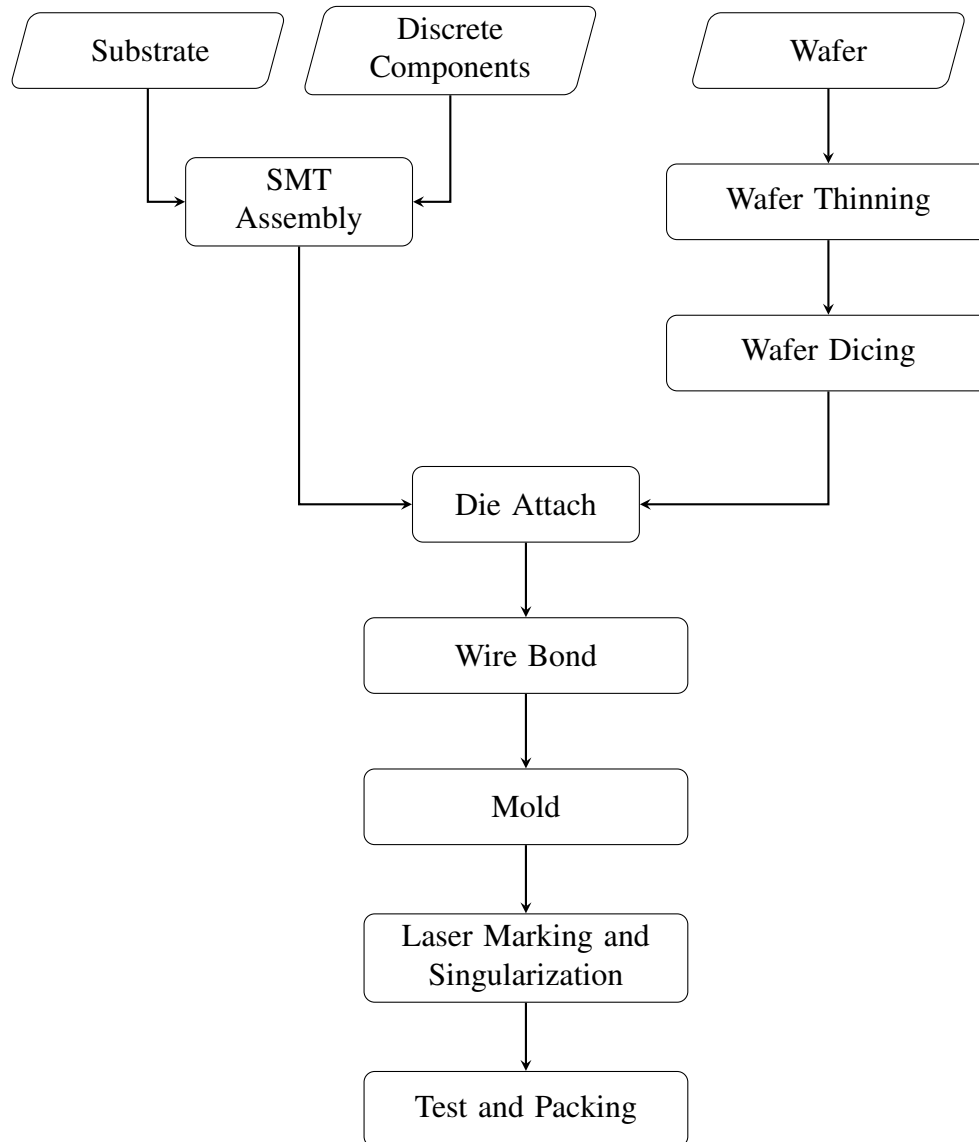 Substrate
Discrete
Components
Wafer
SMT
Assembly
Wafer Thinning
Wafer Dicing
Die Attach
Wire Bond
Mold
Laser Marking and
Singularization
Test and Packing